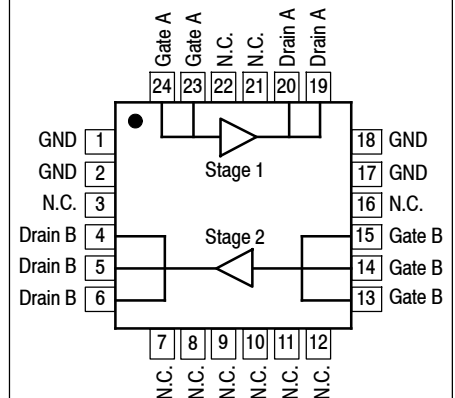 Gate A Gate A N.C. N.C. Drain A Drain A
24 23 22 21 20 19
GND 1 18 GND
GND 2 17 GND
N.C. 3 16 N.C.
Stage 1
Drain B 4 15 Gate B
Stage 2
Drain B 5 14 Gate B
Drain B 6 13 Gate B
7 8 9 10 11 12
N.C. N.C. N.C. N.C. N.C. N.C.